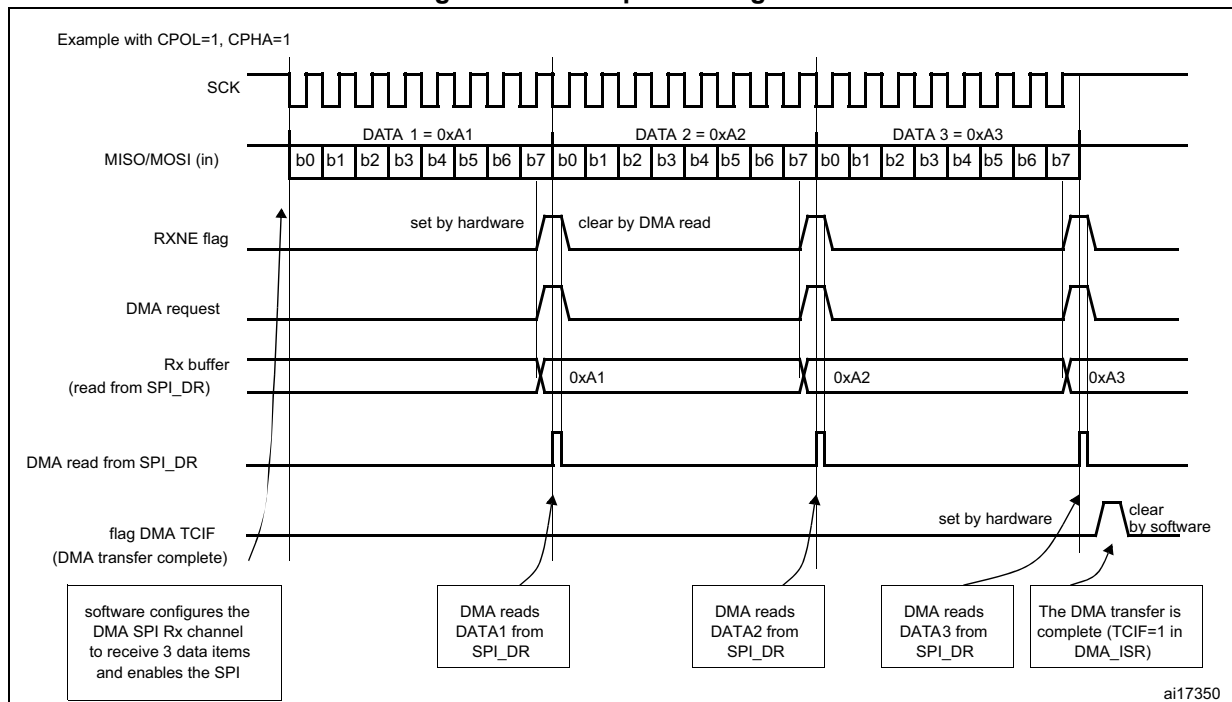 Example with CPOL=1, CPHA=1
SCK
DATA 1 = 0xA1 DATA 2 = 0xA2 DATA 3 = 0xA3
MISO/MOSI (in) b0 b1 b2 b3 b4 b5 b6 b7 b0 b1 b2 b3 b4 b5 b6 b7 b0 b1 b2 b3 b4 b5 b6 b7
set by hardware clear by DMA read
RXNE flag
DMA request
Rx buffer
(read from SPI_DR)
0xA1 0xA2 0xA3
DMA read from SPI_DR
flag DMA TCIF
(DMA transfer complete)
set by hardware
clear
by software
software configures the
DMA SPI Rx channel
to receive 3 data items
and enables the SPI
DMA reads
DATA1 from
SPI_DR
DMA reads
DATA2 from
SPI_DR
DMA reads
DATA3 from
SPI_DR
The DMA transfer is
complete (TCIF=1 in
DMA_ISR)
ai17350